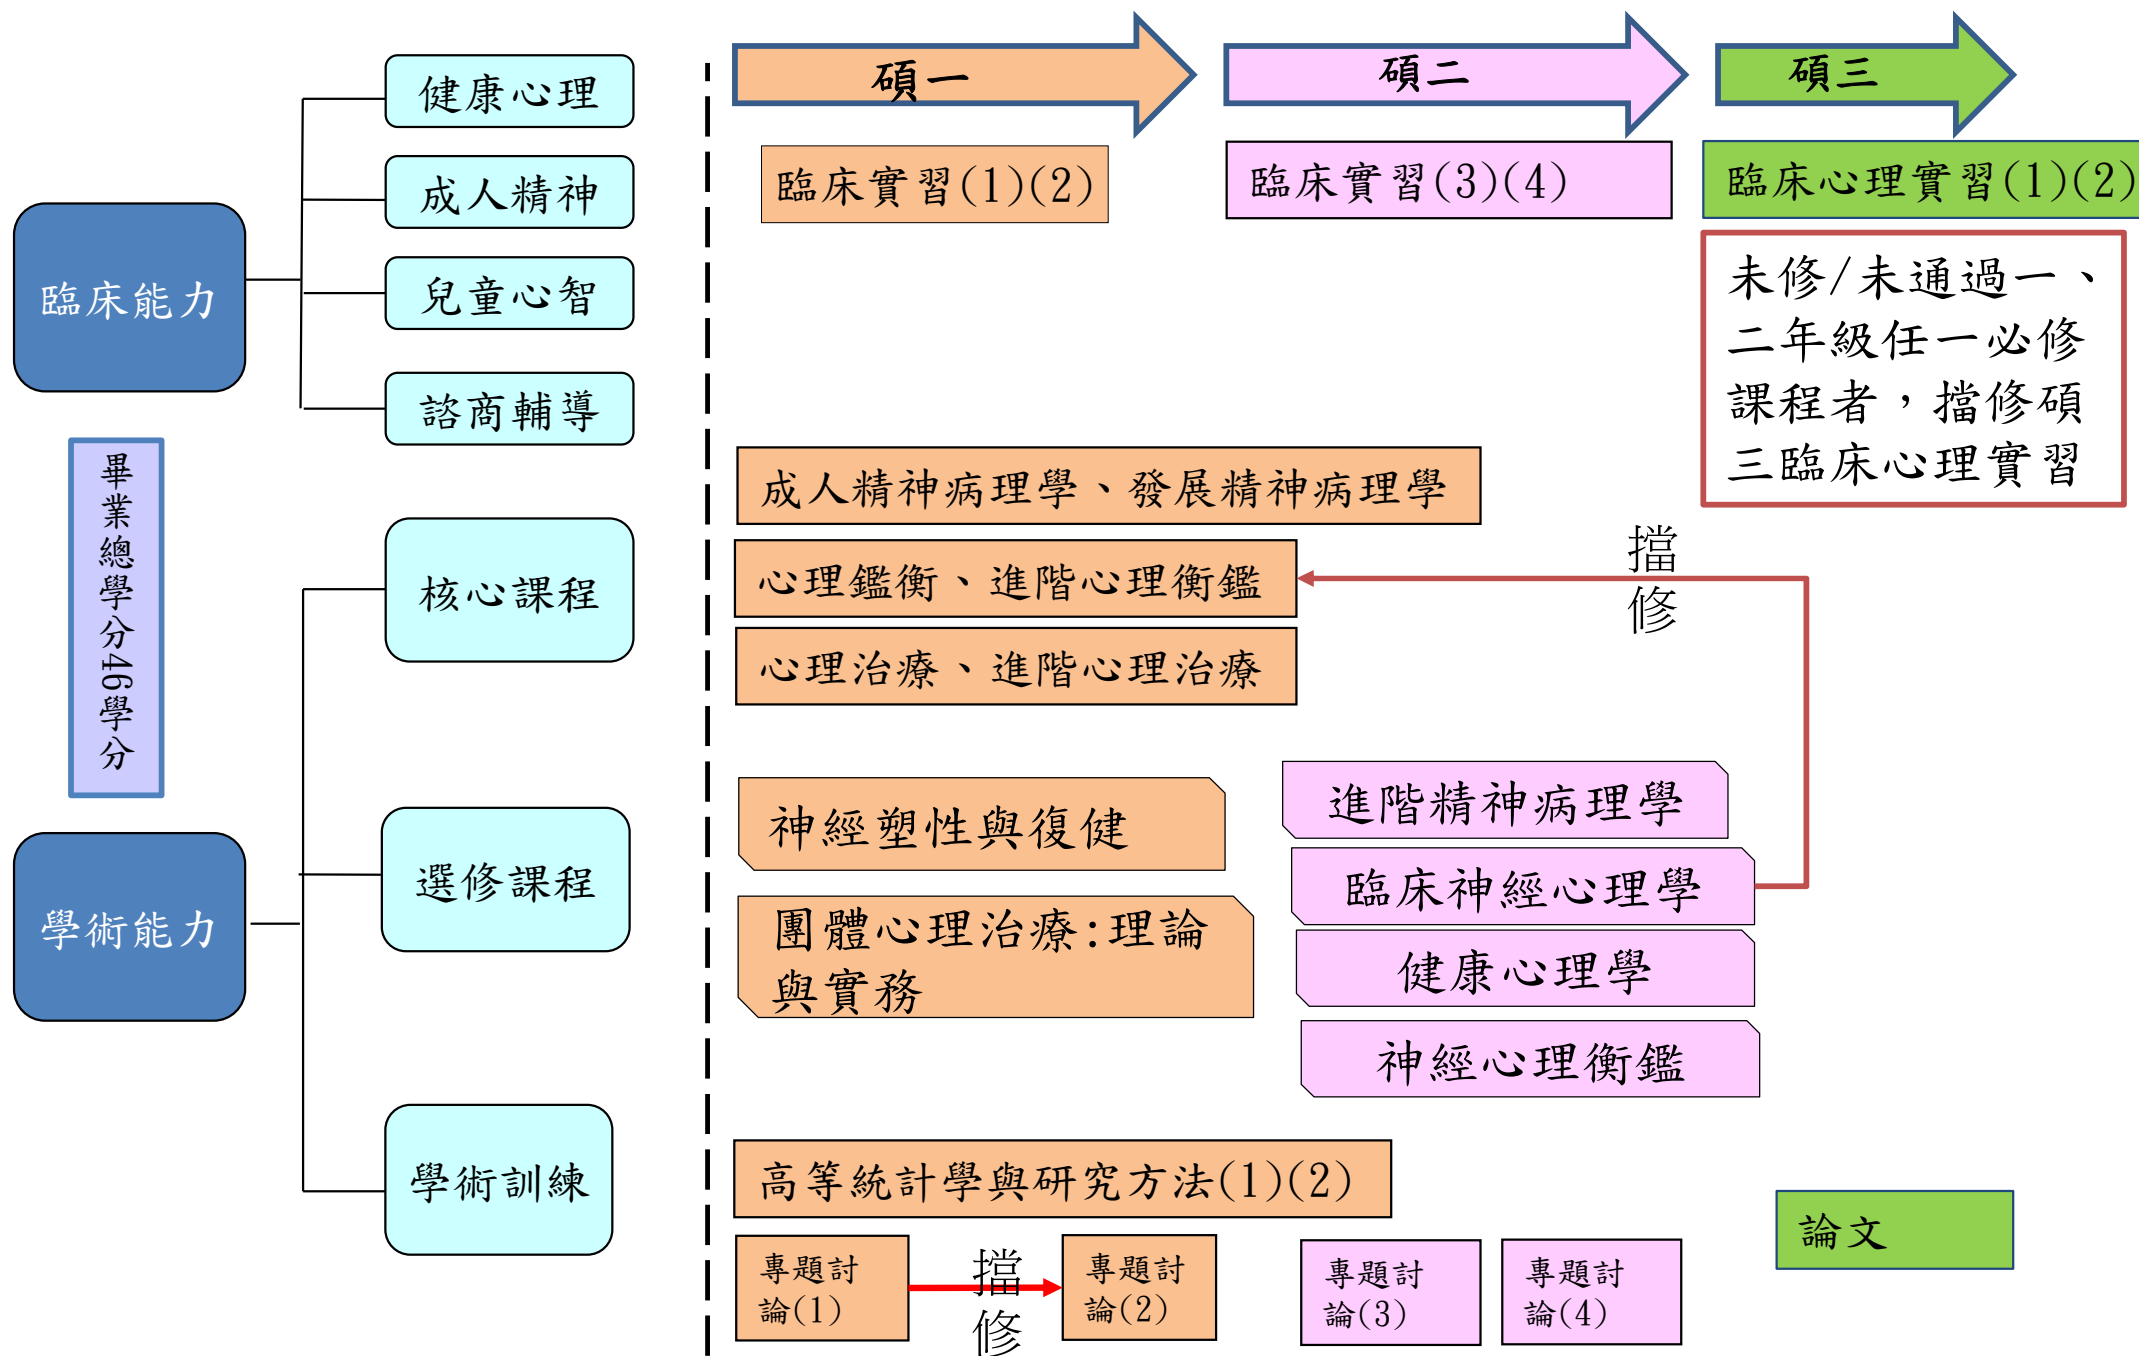 健康心理
成人精神
兒童心智
諮商輔導
臨床能力
畢業總學分46學分
學術能力
核心課程
選修課程
學術訓練
碩一
碩二
碩三
臨床實習(1)(2)
臨床實習(3)(4)
臨床心理實習(1)(2)
未修/未通過一、
二年級任一必修
課程者，擋修碩
三臨床心理實習
成人精神病理學、發展精神病理學
心理鑑衡、進階心理衡鑑
擋修
心理治療、進階心理治療
神經塑性與復健
團體心理治療:理論
與實務
進階精神病理學
臨床神經心理學
健康心理學
神經心理衡鑑
高等統計學與研究方法(1)(2)
專題討
論(1)
擋修
專題討
論(2)
專題討
論(3)
專題討
論(4)
論文